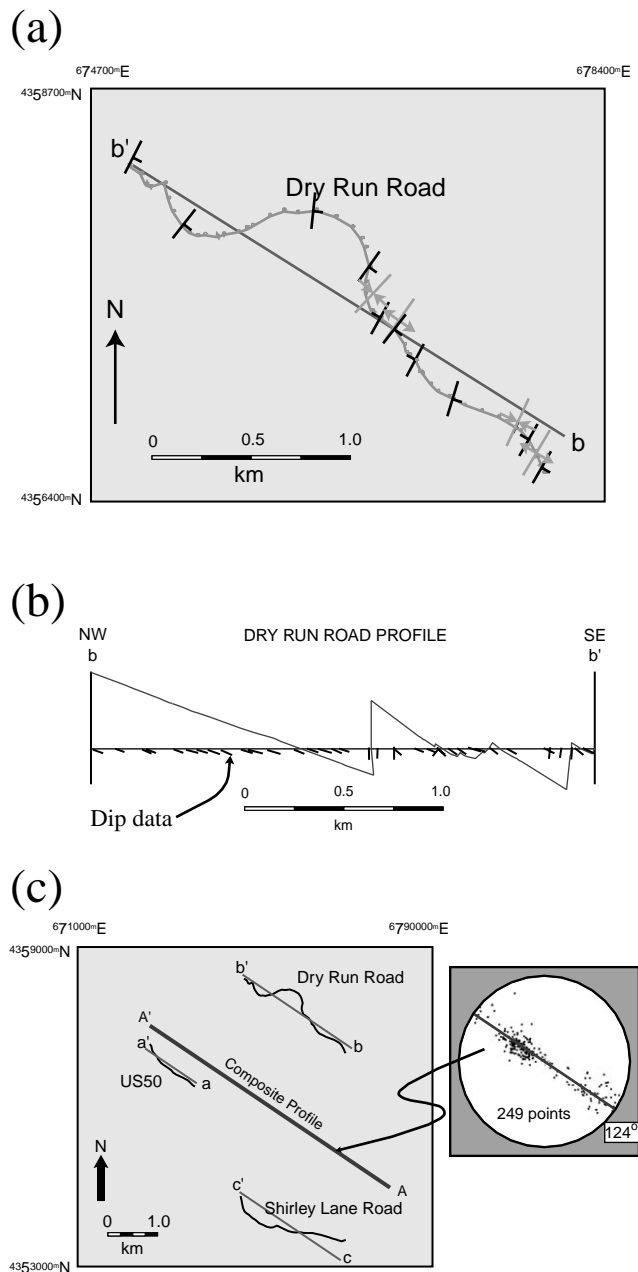 (a)
674700mE 678400mE
4358700mN
b'
Dry Run Road
N
0 0.5 1.0
km
b
4356400mN
(b)
NW DRY RUN ROAD PROFILE SE
b b'
Dip data
0 0.5 1.0
km
(c)
671000mE 6790000mE
4359000mN
b' Dry Run Road
A'
a'
b
US50 a
Composite Profile
249 points
124o
N
A
c'
Shirley Lane Road
0 1.0
km
c
4353000mN